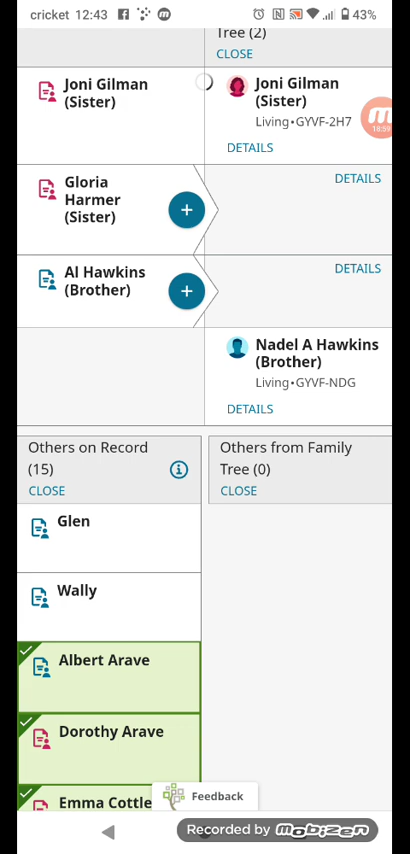 cricket 12:43
43%
Tree (2)
CLOSE
Joni Gilman
(Sister)
Joni Gilman
(Sister)
Living•GYVF-2H7
DETAILS
18:59
Gloria
Harmer
(Sister)
DETAILS
Al Hawkins
(Brother)
DETAILS
Nadel A Hawkins
(Brother)
Living•GYVF-NDG
DETAILS
Others on Record
(15)
CLOSE
Others from Family
Tree (0)
CLOSE
Glen
Wally
Albert Arave
Dorothy Arave
Emma Cottle
Feedback
Recorded by mobizen